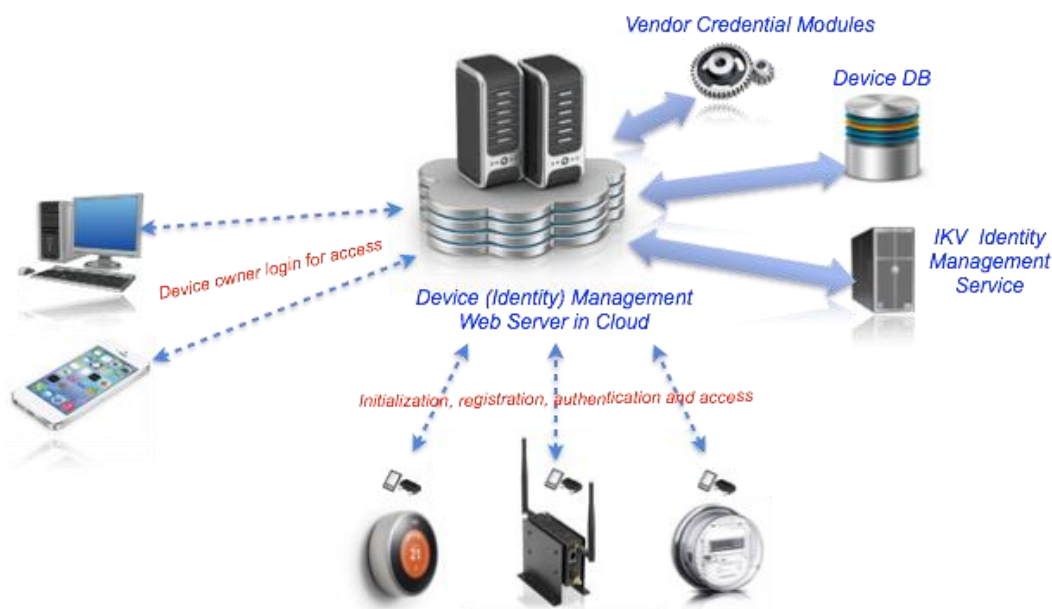 Vendor Credential Modules
Device DB
IKV Identity
Management
Service
Device owner login for access
Device (Identity) Management
Web Server in Cloud
Initialization, registration, authentication and access
21